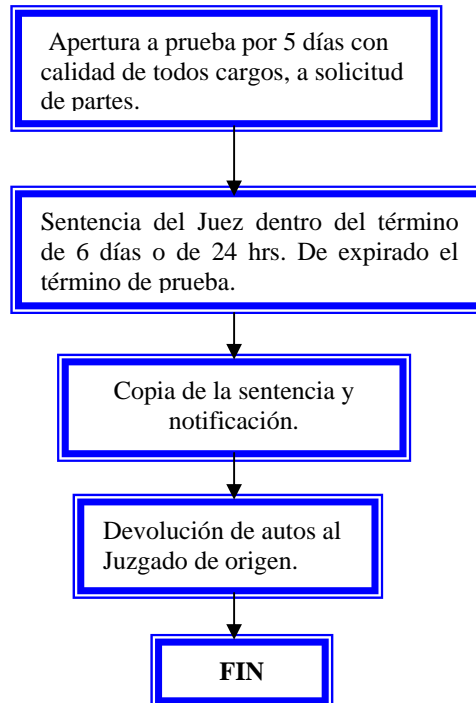 Apertura a prueba por 5 días con
calidad de todos cargos, a solicitud
de partes.
Sentencia del Juez dentro del término
de 6 días o de 24 hrs. De expirado el
término de prueba.
Copia de la sentencia y
notificación.
Devolución de autos al
Juzgado de origen.
FIN